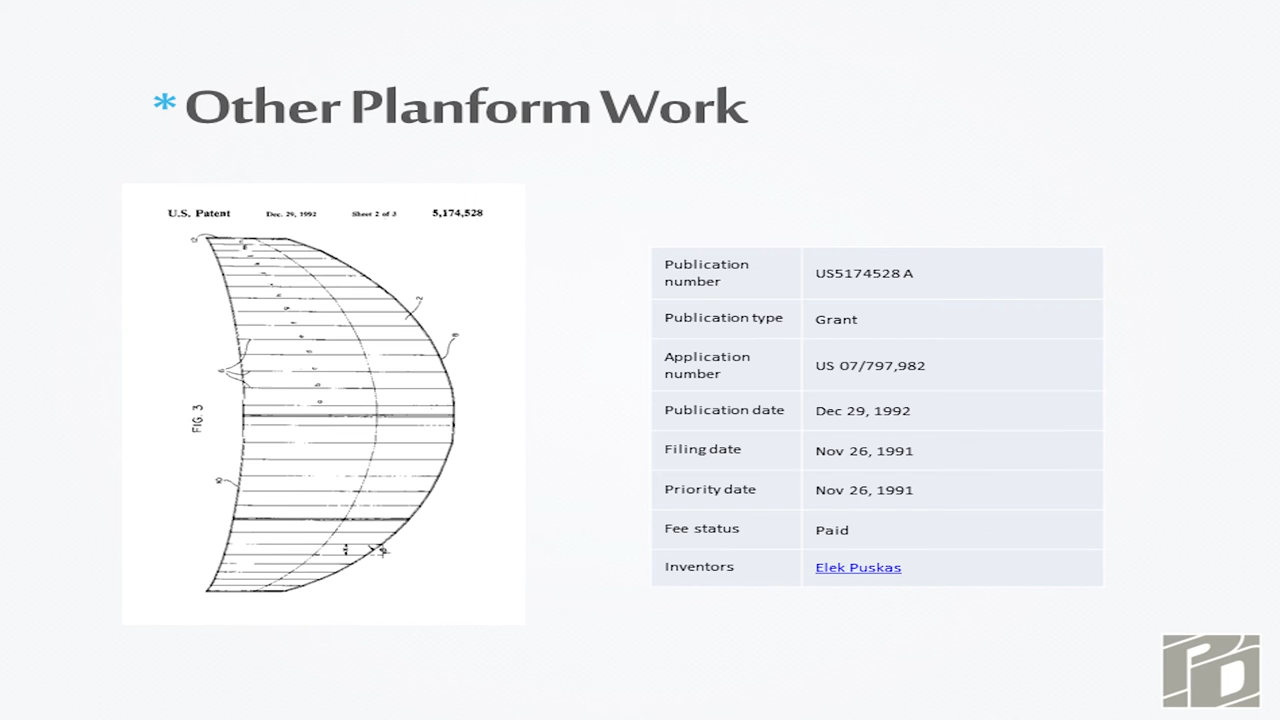 * Other Planform Work
U.S. Patent Dec. 29, 1992 Sheet 2 of 3 5,174,528
FIG. 3
Publication
number
US5174528 A
Publication type
Grant
Application
number
US 07/797,982
Publication date
Dec 29, 1992
Filing date
Nov 26, 1991
Priority date
Nov 26, 1991
Fee status
Paid
Inventors
Elek Puskas
PD